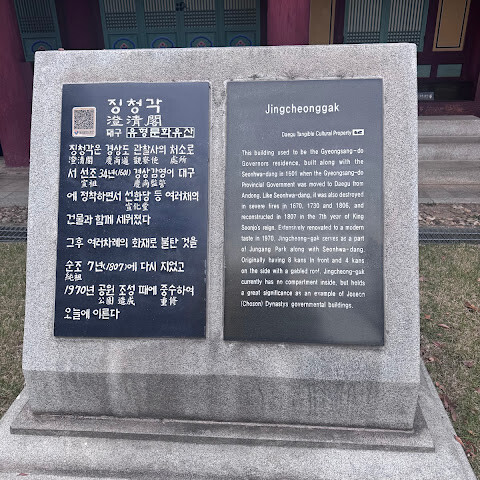 징청각
澄淸閣
대구 유형문화유산
징청각은 경상도 관찰사의 처소로
澄淸閣 慶尙道 觀察使 處所
서 선조 34년(1601) 경상감영이 대구
宣祖 慶尙監營
에 정착하면서 선화당 등 여러채의
宣化堂
건물과 함께 세워졌다
그후 여러차례의 화재로 불탄 것을
순조 7년(1807)에 다시 지었고
純祖
1970년 공원 조성 때에 중수하여
公園 造成 重修
오늘에 이른다
Jingcheonggak
Daegu Tangible Cultural Property
This building used to be the Gyeongsang-do
Governors residence, built along with the
Seonhwa-dang in 1601 when the Gyeongsang-do
Provincial Government was moved to Daegu from
Andong. Like Seonhwa-dang, it was also destroyed
in severe fires in 1670, 1730 and 1806, and
reconstructed in 1807 in the 7th year of King
Soonjo's reign. Extensively renovated to a modern
taste in 1970, Jingcheong-gak serves as a part
of Jungang Park along with Seonhwa-dang.
Originally having 8 kans in front and 4 kans
on the side with a gabled roof, Jingcheong-gak
currently has no compartment inside, but holds
a great significance as an example of Joseon
(Choson) Dynastys governmental buildings.